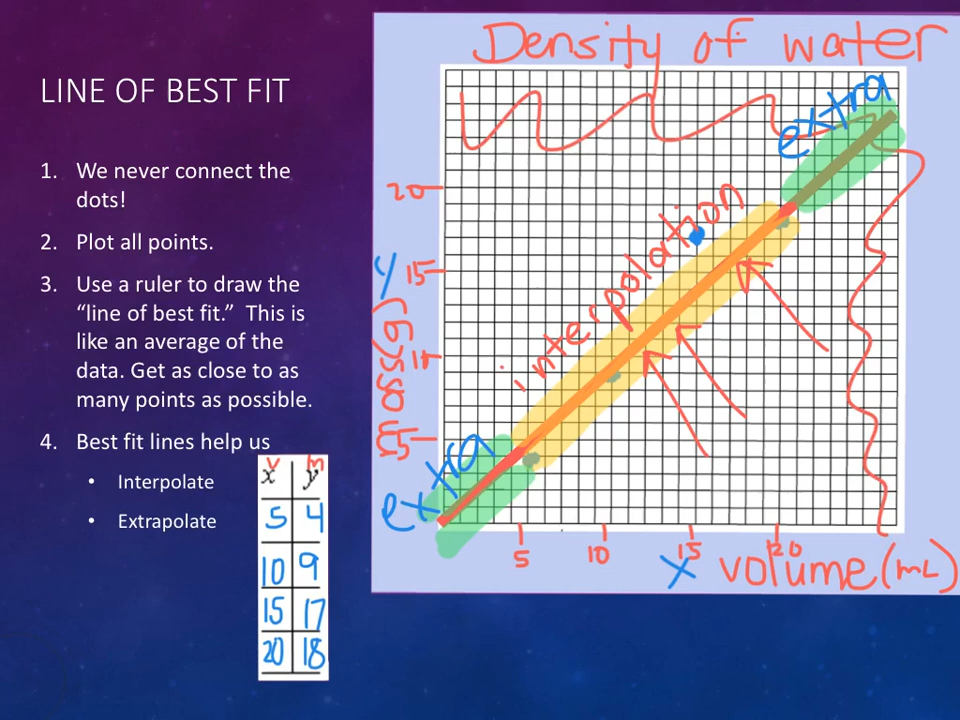 LINE OF BEST FIT
1. We never connect the
dots!
2. Plot all points.
3. Use a ruler to draw the
“line of best fit.” This is
like an average of the
data. Get as close to as
many points as possible.
4. Best fit lines help us
• Interpolate
• Extrapolate
v m
x y
5 4
10 9
15 17
20 18
Density of water
extra
20
interpolation
y
15
mass(g)
5
extra
5 10 15 20
x volume (mL)